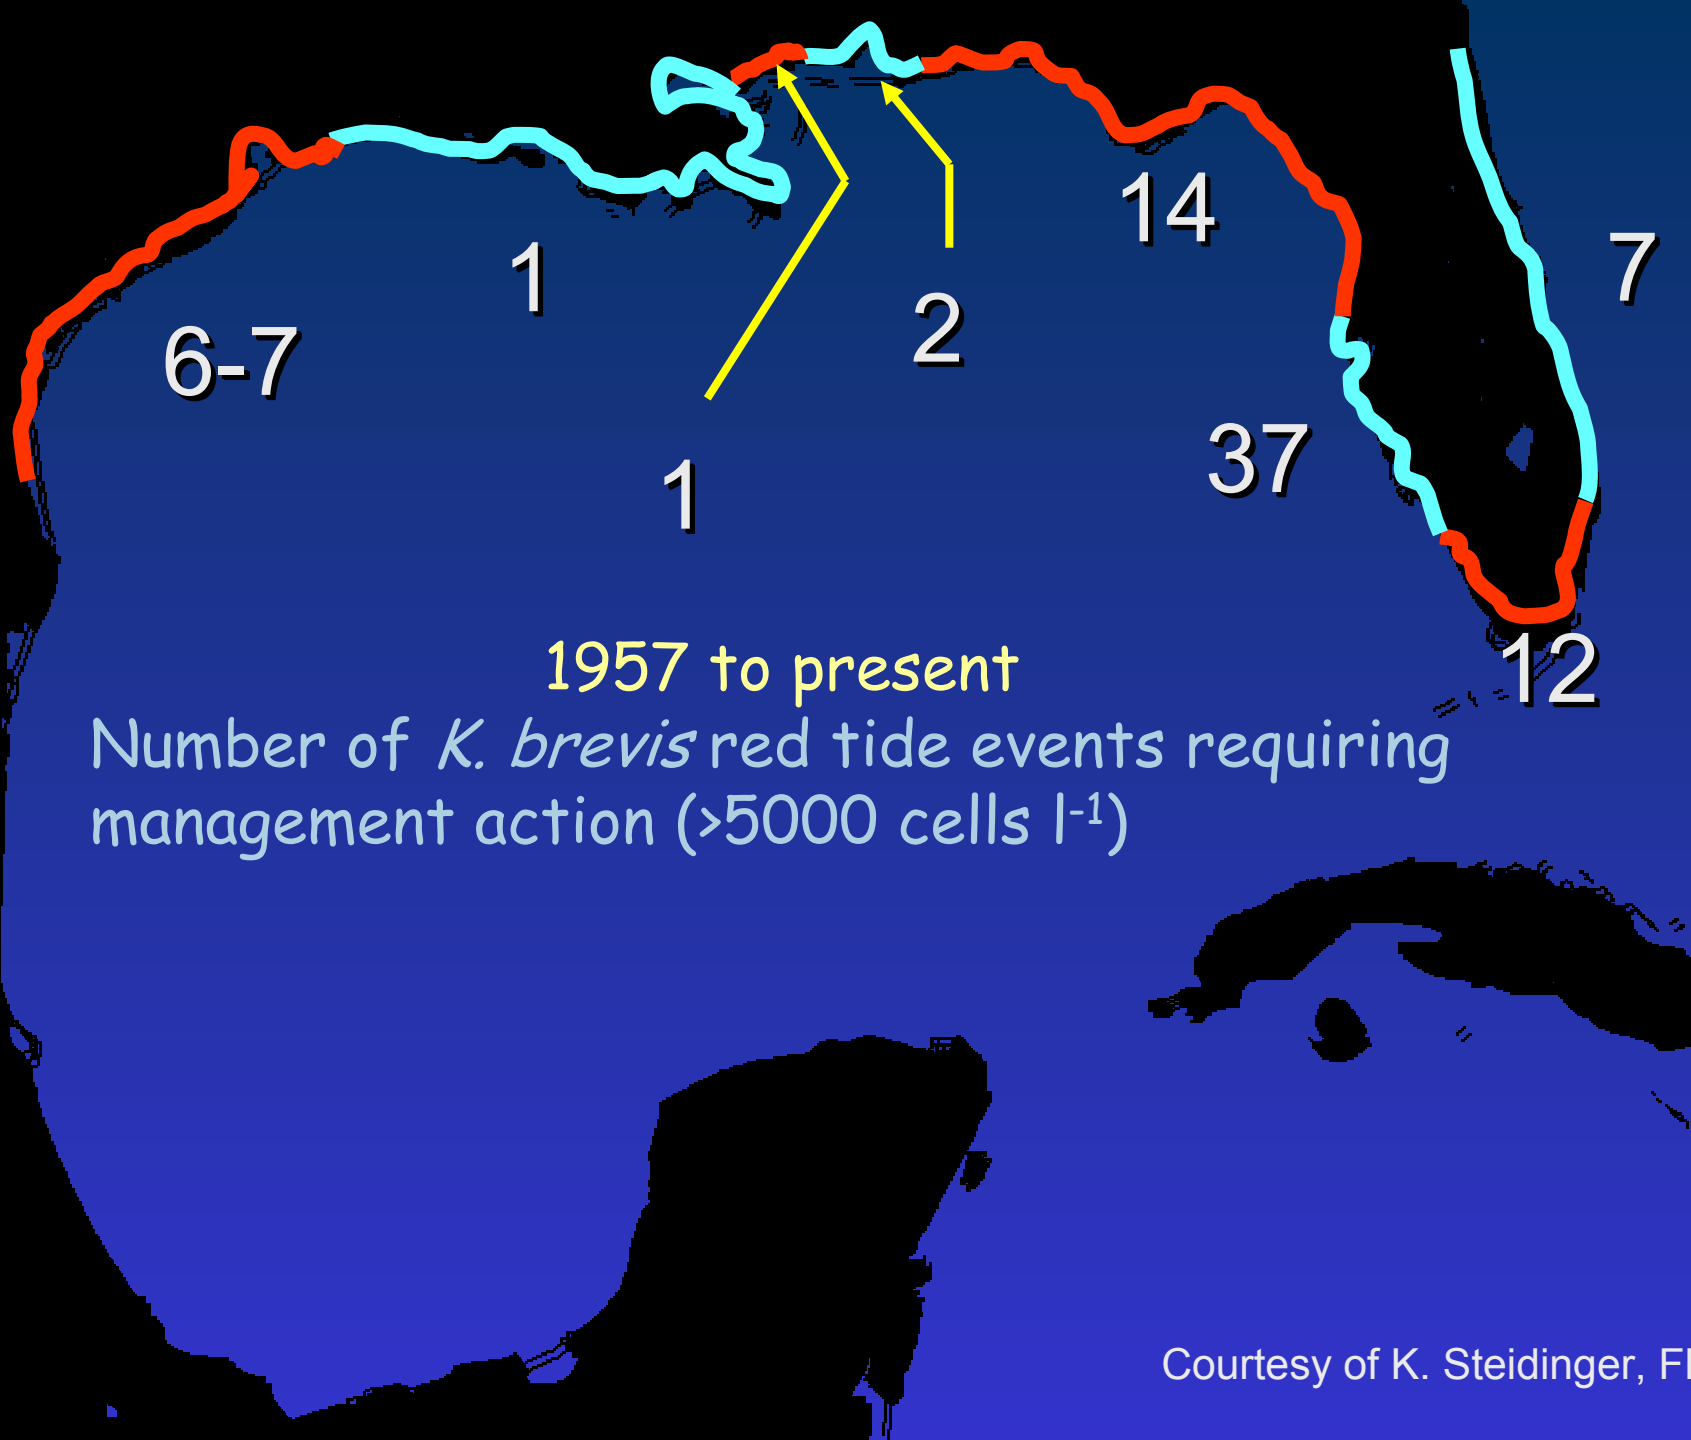 14
7
1
2
6-7
37
1
12
1957 to present
Number of K. brevis red tide events requiring
management action (>5000 cells l⁻¹)
Courtesy of K. Steidinger,